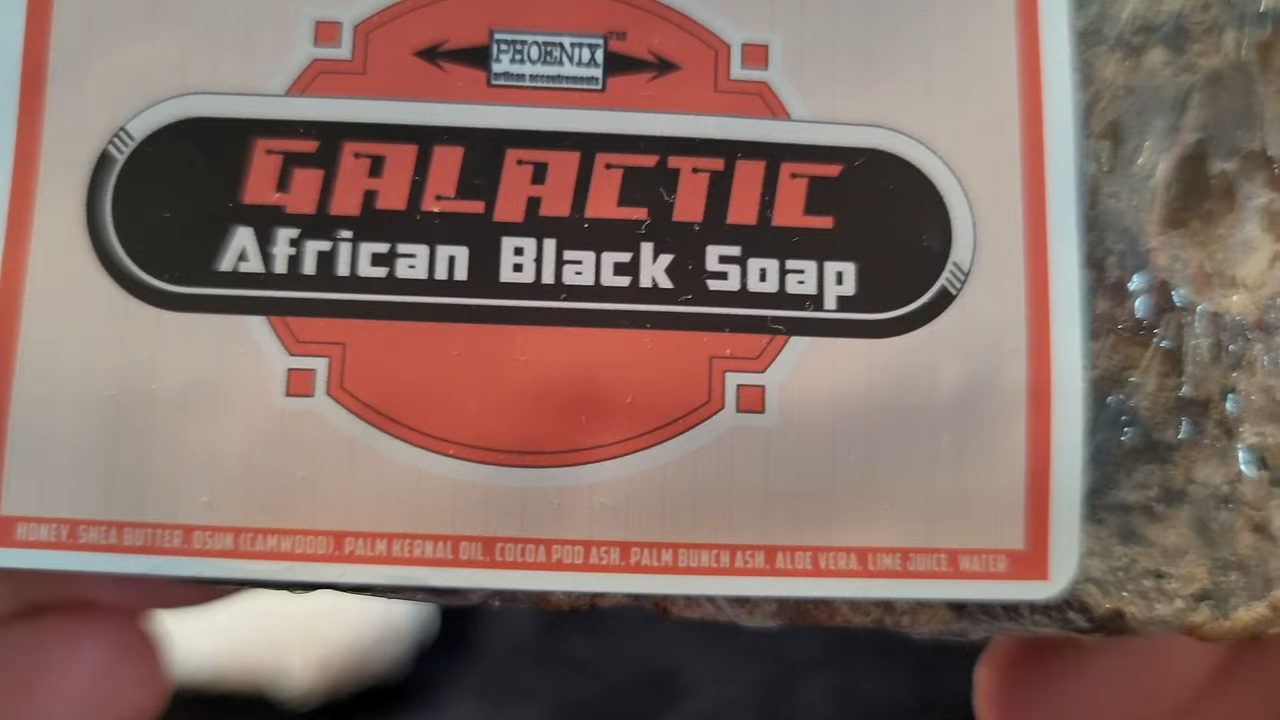 PHOENIX™
artisan accoutrements
GALACTIC
African Black Soap
HONEY, SHEA BUTTER, OSUN (CAMWOOD), PALM KERNAL OIL, COCOA POD ASH, PALM BUNCH ASH, ALOE VERA, LIME JUICE, WATER